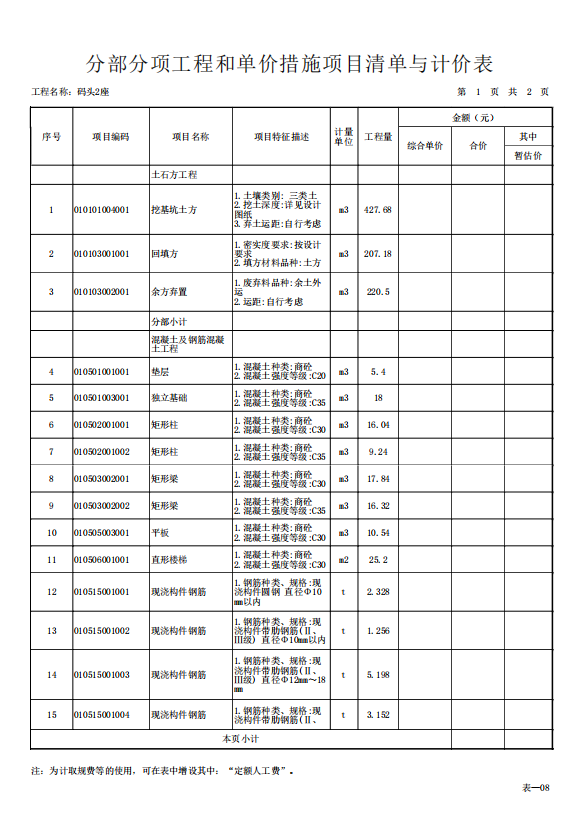 分部分项工程和单价措施项目清单与计价表
工程名称：码头2座 第 1 页 共 2 页
序号 项目编码 项目名称 项目特征描述 计量单位 工程量 金额（元）
综合单价 合价 其中
暂估价
土石方工程
1 010101004001 挖基坑土方 1.土壤类别: 三类土
2.挖土深度:详见设计
图纸
3.弃土运距:自行考虑 m3 427.68
2 010103001001 回填方 1.密实度要求:按设计
要求
2.填方材料品种:土方 m3 207.18
3 010103002001 余方弃置 1.废弃料品种:余土外
运
2.运距:自行考虑 m3 220.5
分部小计
混凝土及钢筋混凝
土工程
4 010501001001 垫层 1.混凝土种类:商砼
2.混凝土强度等级:C20 m3 5.4
5 010501003001 独立基础 1.混凝土种类:商砼
2.混凝土强度等级:C35 m3 18
6 010502001001 矩形柱 1.混凝土种类:商砼
2.混凝土强度等级:C30 m3 16.04
7 010502001002 矩形柱 1.混凝土种类:商砼
2.混凝土强度等级:C35 m3 9.24
8 010503002001 矩形梁 1.混凝土种类:商砼
2.混凝土强度等级:C30 m3 17.84
9 010503002002 矩形梁 1.混凝土种类:商砼
2.混凝土强度等级:C35 m3 16.32
10 010505003001 平板 1.混凝土种类:商砼
2.混凝土强度等级:C30 m3 10.54
11 010506001001 直形楼梯 1.混凝土种类:商砼
2.混凝土强度等级:C30 m2 25.2
12 010515001001 现浇构件钢筋 1.钢筋种类、规格:现
浇构件圆钢 直径Φ10
mm以内 t 2.328
13 010515001002 现浇构件钢筋 1.钢筋种类、规格:现
浇构件带肋钢筋(Ⅱ、
Ⅲ级) 直径Φ10mm以内 t 1.256
14 010515001003 现浇构件钢筋 1.钢筋种类、规格:现
浇构件带肋钢筋(Ⅱ、
Ⅲ级) 直径Φ12mm～18
mm t 5.198
15 010515001004 现浇构件钢筋 1.钢筋种类、规格:现
浇构件带肋钢筋(Ⅱ、 t 3.152
本页小计
注：为计取规费等的使用，可在表中增设其中：“定额人工费”。
表—08